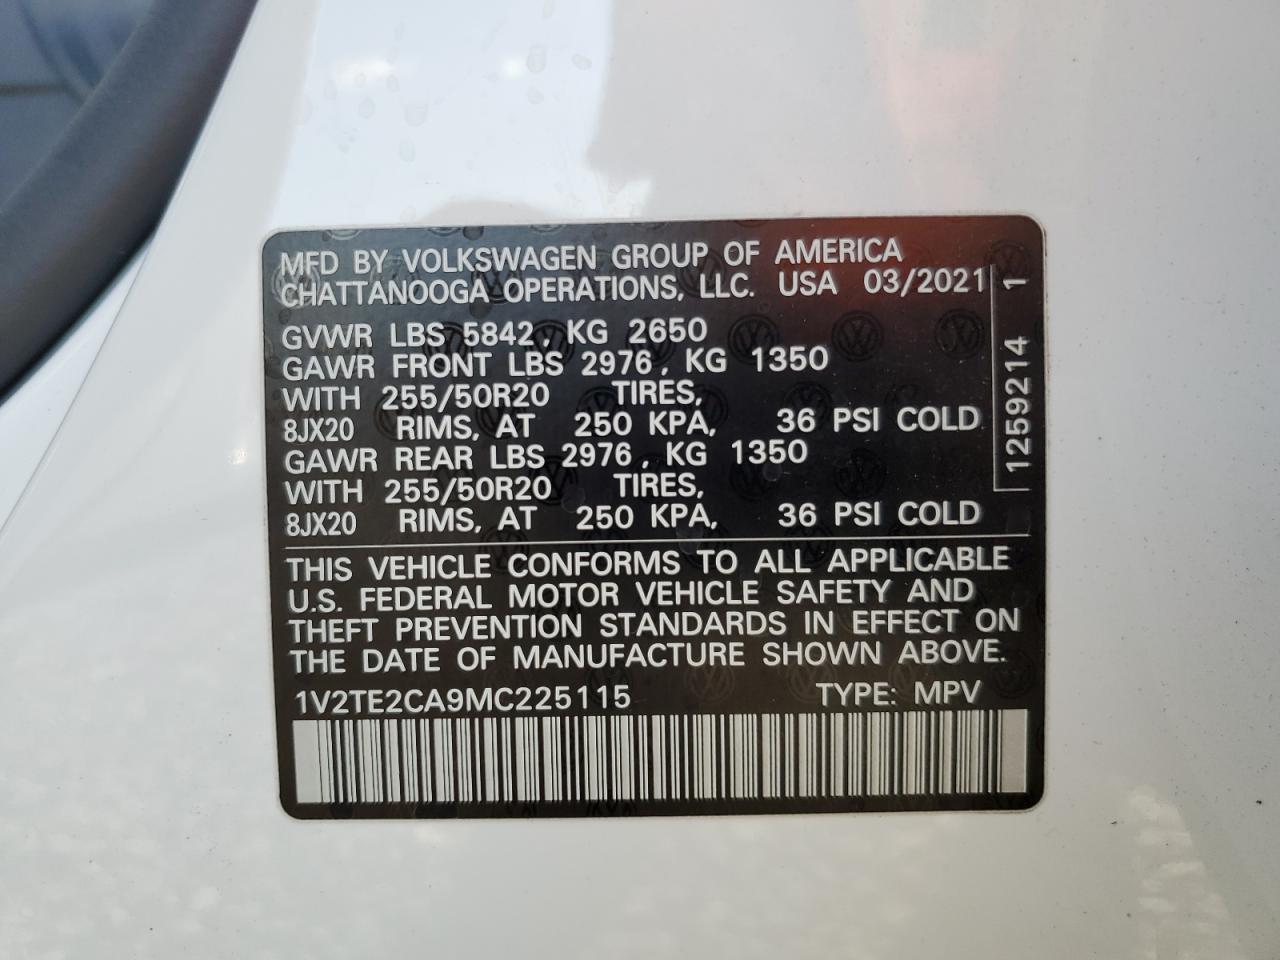 MFD BY VOLKSWAGEN GROUP OF AMERICA
CHATTANOOGA OPERATIONS, LLC. USA 03/2021
GVWR LBS 5842, KG 2650
GAWR FRONT LBS 2976, KG 1350
WITH 255/50R20 TIRES,
8JX20 RIMS, AT 250 KPA, 36 PSI COLD
GAWR REAR LBS 2976, KG 1350
WITH 255/50R20 TIRES,
8JX20 RIMS, AT 250 KPA, 36 PSI COLD
1259214 1
THIS VEHICLE CONFORMS TO ALL APPLICABLE
U.S. FEDERAL MOTOR VEHICLE SAFETY AND
THEFT PREVENTION STANDARDS IN EFFECT ON
THE DATE OF MANUFACTURE SHOWN ABOVE.
1V2TE2CA9MC225115 TYPE: MPV